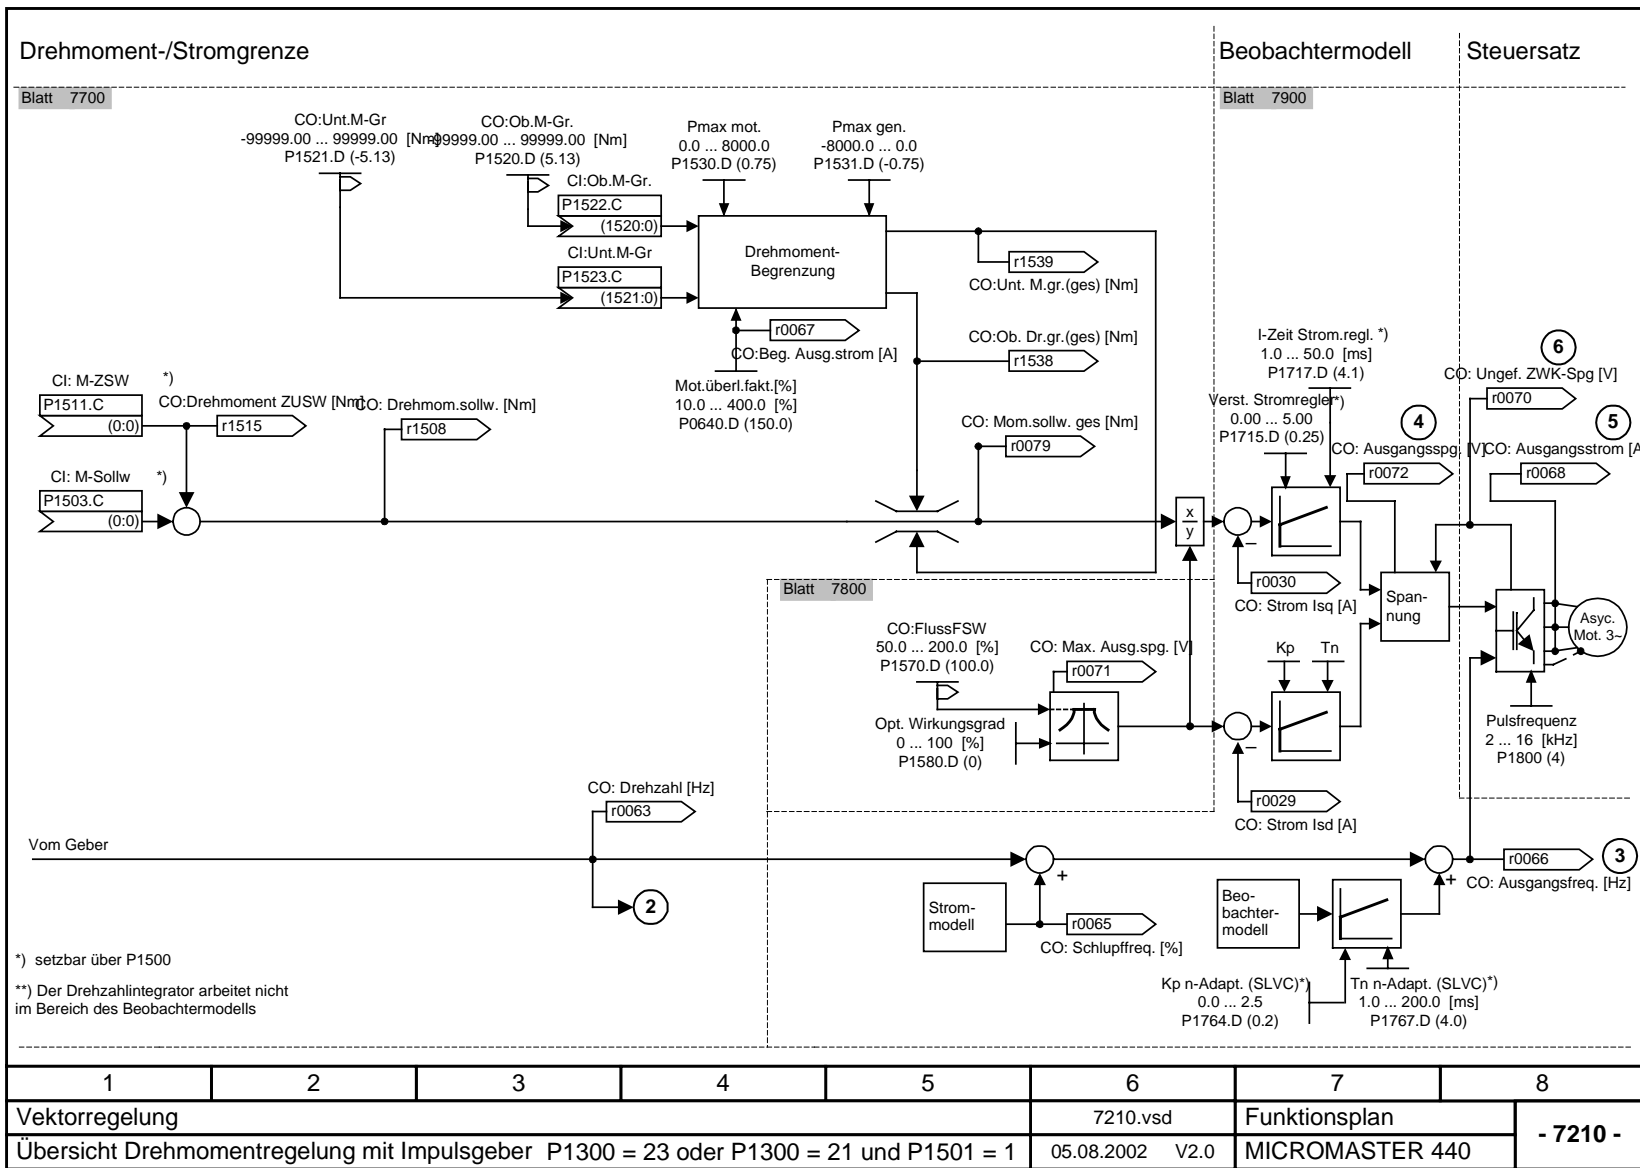 Drehmoment-/Stromgrenze
Beobachtermodell
Steuersatz
Blatt 7700
Blatt 7900
CO:Unt.M-Gr
-99999.00 ... 99999.00 [Nm]
P1521.D (-5.13)
CO:Ob.M-Gr.
-99999.00 ... 99999.00 [Nm]
P1520.D (5.13)
Pmax mot.
0.0 ... 8000.0
P1530.D (0.75)
Pmax gen.
-8000.0 ... 0.0
P1531.D (-0.75)
CI:Ob.M-Gr.
P1522.C
(1520:0)
CI:Unt.M-Gr
P1523.C
(1521:0)
Drehmoment-
Begrenzung
r1539
CO:Unt. M.gr.(ges) [Nm]
r0067
CO:Beg. Ausg.strom [A]
CO:Ob. Dr.gr.(ges) [Nm]
r1538
Mot.überl.fakt.[%]
10.0 ... 400.0 [%]
P0640.D (150.0)
I-Zeit Strom.regl. *)
1.0 ... 50.0 [ms]
P1717.D (4.1)
6
CO: Ungef. ZWK-Spg [V]
r0070
CI: M-ZSW *)
P1511.C
(0:0)
CO:Drehmoment ZUSW [Nm]
r1515
CO: Drehmom.sollw. [Nm]
r1508
CO: Mom.sollw. ges [Nm]
r0079
Verst. Stromregler*)
0.00 ... 5.00
P1715.D (0.25)
4
CO: Ausgangsspg. [V]
r0072
5
CO: Ausgangsstrom [A
r0068
CI: M-Sollw *)
P1503.C
(0:0)
x
y
–
r0030
CO: Strom Isq [A]
Span-
nung
Asyc.
Mot. 3~
Blatt 7800
CO:FlussFSW
50.0 ... 200.0 [%]
P1570.D (100.0)
CO: Max. Ausg.spg. [V]
r0071
Kp Tn
Opt. Wirkungsgrad
0 ... 100 [%]
P1580.D (0)
–
r0029
CO: Strom Isd [A]
Pulsfrequenz
2 ... 16 [kHz]
P1800 (4)
CO: Drehzahl [Hz]
r0063
Vom Geber
2
+
Strom-
modell
r0065
CO: Schlupffreq. [%]
Beo-
bachter-
modell
+
r0066
3
CO: Ausgangsfreq. [Hz]
Kp n-Adapt. (SLVC)*)
0.0 ... 2.5
P1764.D (0.2)
Tn n-Adapt. (SLVC)*)
1.0 ... 200.0 [ms]
P1767.D (4.0)
*) setzbar über P1500
**) Der Drehzahlintegrator arbeitet nicht
im Bereich des Beobachtermodells
1 2 3 4 5 6 7 8
Vektorregelung
7210.vsd
Funktionsplan
- 7210 -
Übersicht Drehmomentregelung mit Impulsgeber P1300 = 23 oder P1300 = 21 und P1501 = 1
05.08.2002 V2.0
MICROMASTER 440